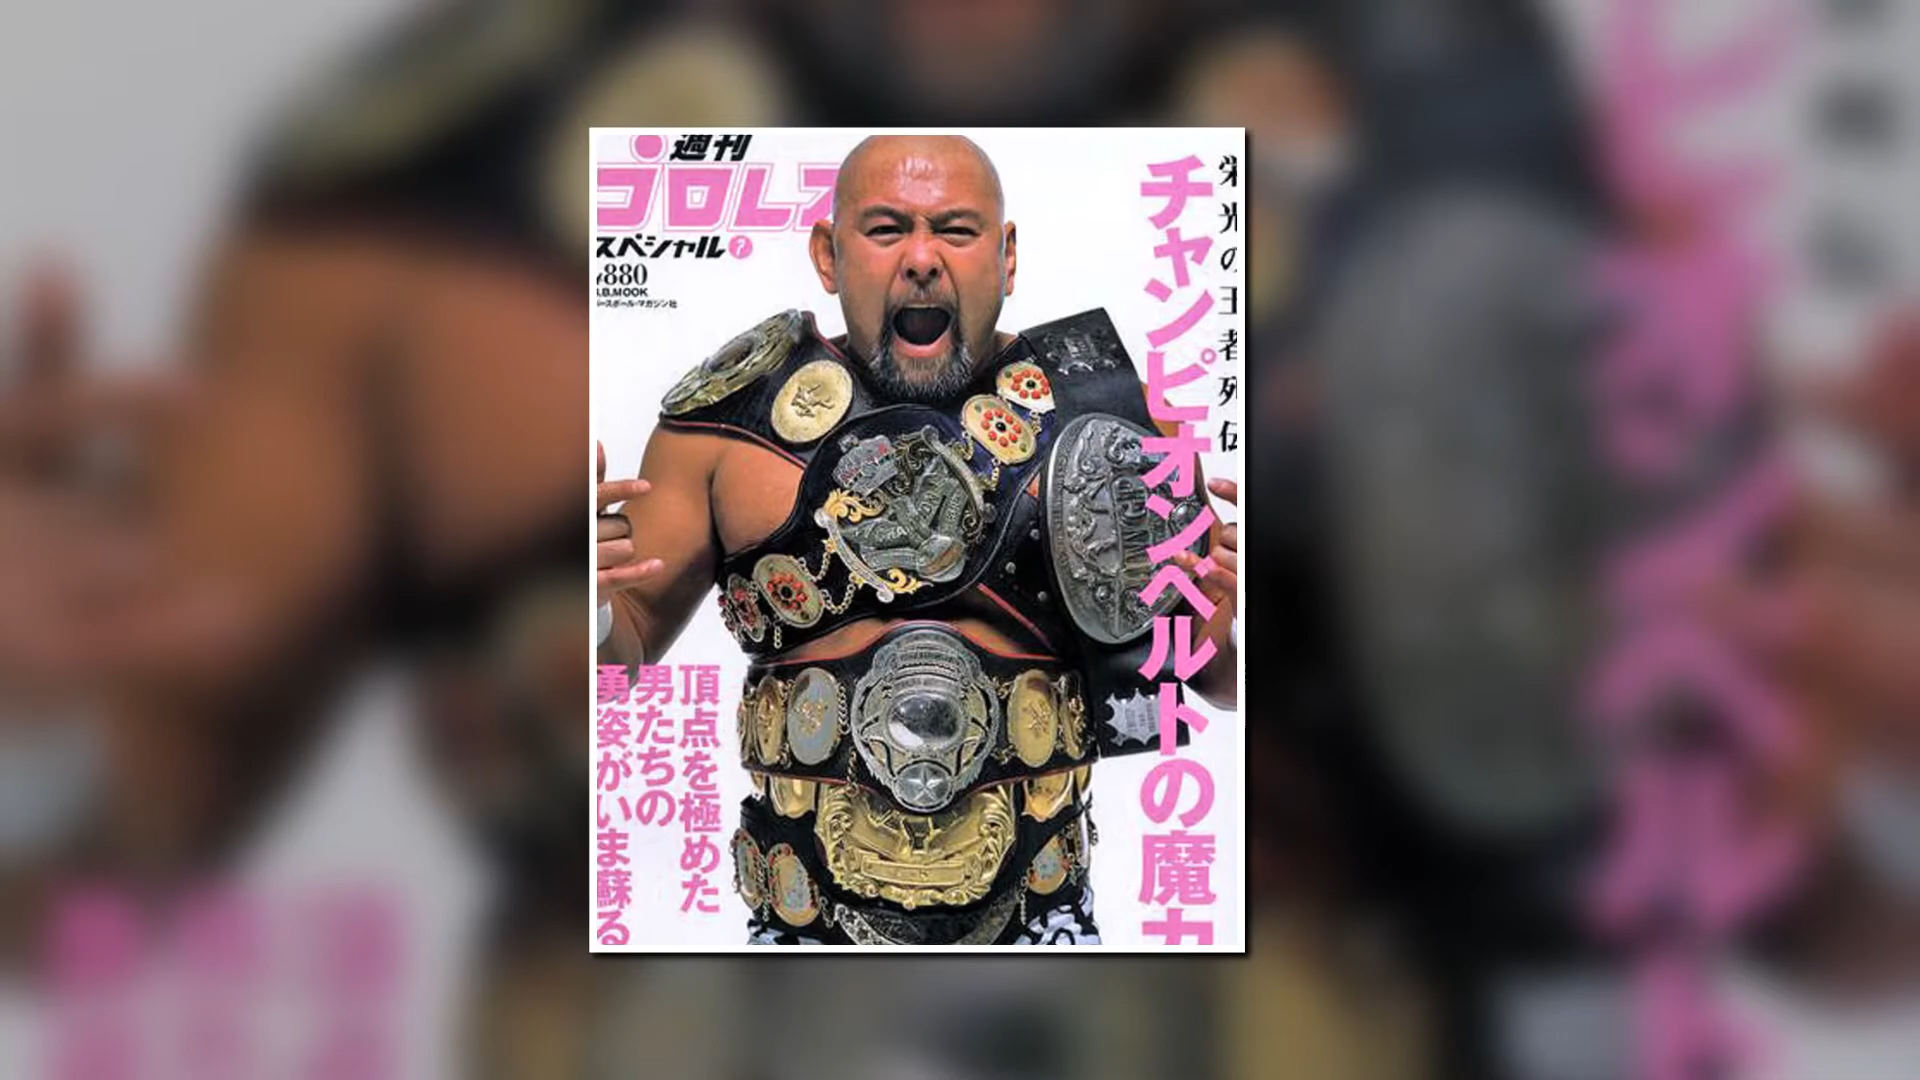 週刊
プロレス
スペシャル?
¥880
B.B.MOOK
ベースボール・マガジン社
栄光の王者列伝
チャンピオンベルトの魔力
頂点を極めた
男たちの
勇姿がいま蘇る